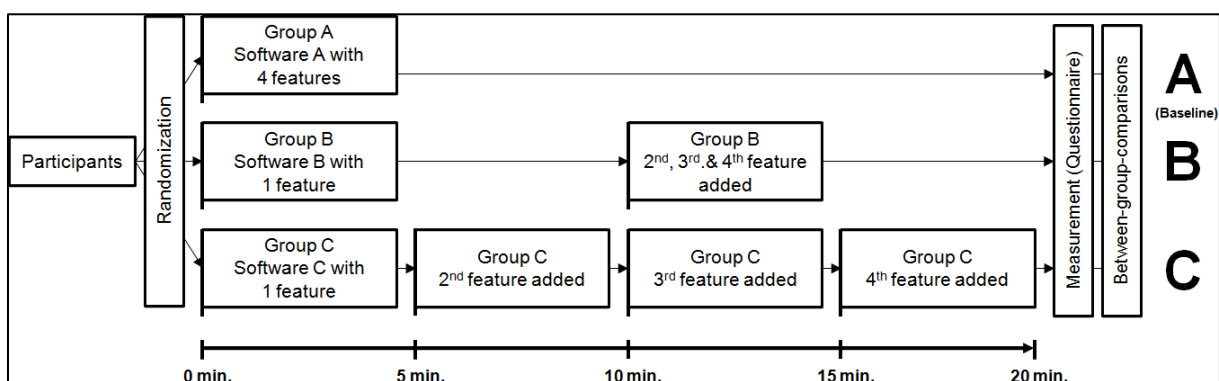 Participants
Randomization
Group A
Software A with
4 features
Group B
Software B with
1 feature
Group B
2nd, 3rd.& 4th feature
added
Group C
Software C with
1 feature
Group C
2nd feature added
Group C
3rd feature added
Group C
4th feature added
Measurement (Questionnaire)
Between-group-comparisons
A
(Baseline)
B
C
0 min.
5 min.
10 min.
15 min.
20 min.